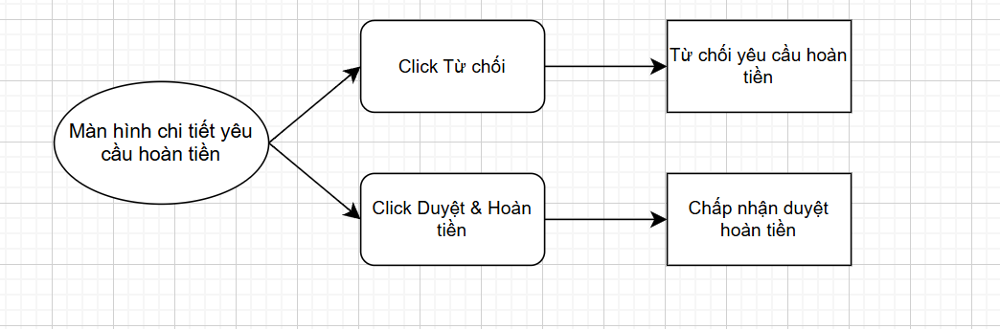 Màn hình chi tiết yêu
cầu hoàn tiền
Click Từ chối
Từ chối yêu cầu hoàn
tiền
Click Duyệt & Hoàn
tiền
Chấp nhận duyệt
hoàn tiền